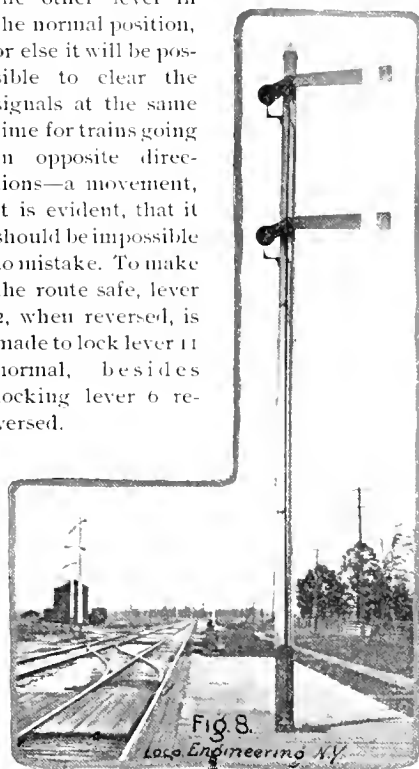 the other lever in
the normal position,
or else it will be pos-
sible to clear the
signals at the same
time for trains going
in opposite direc-
tions—a movement,
it is evident, that it
should be impossible
to mistake. To make
the route safe, lever
2, when reversed, is
made to lock lever 11
normal, besides
locking lever 6 re-
versed.
Fig. 8.
Loco. Engineering N.Y.